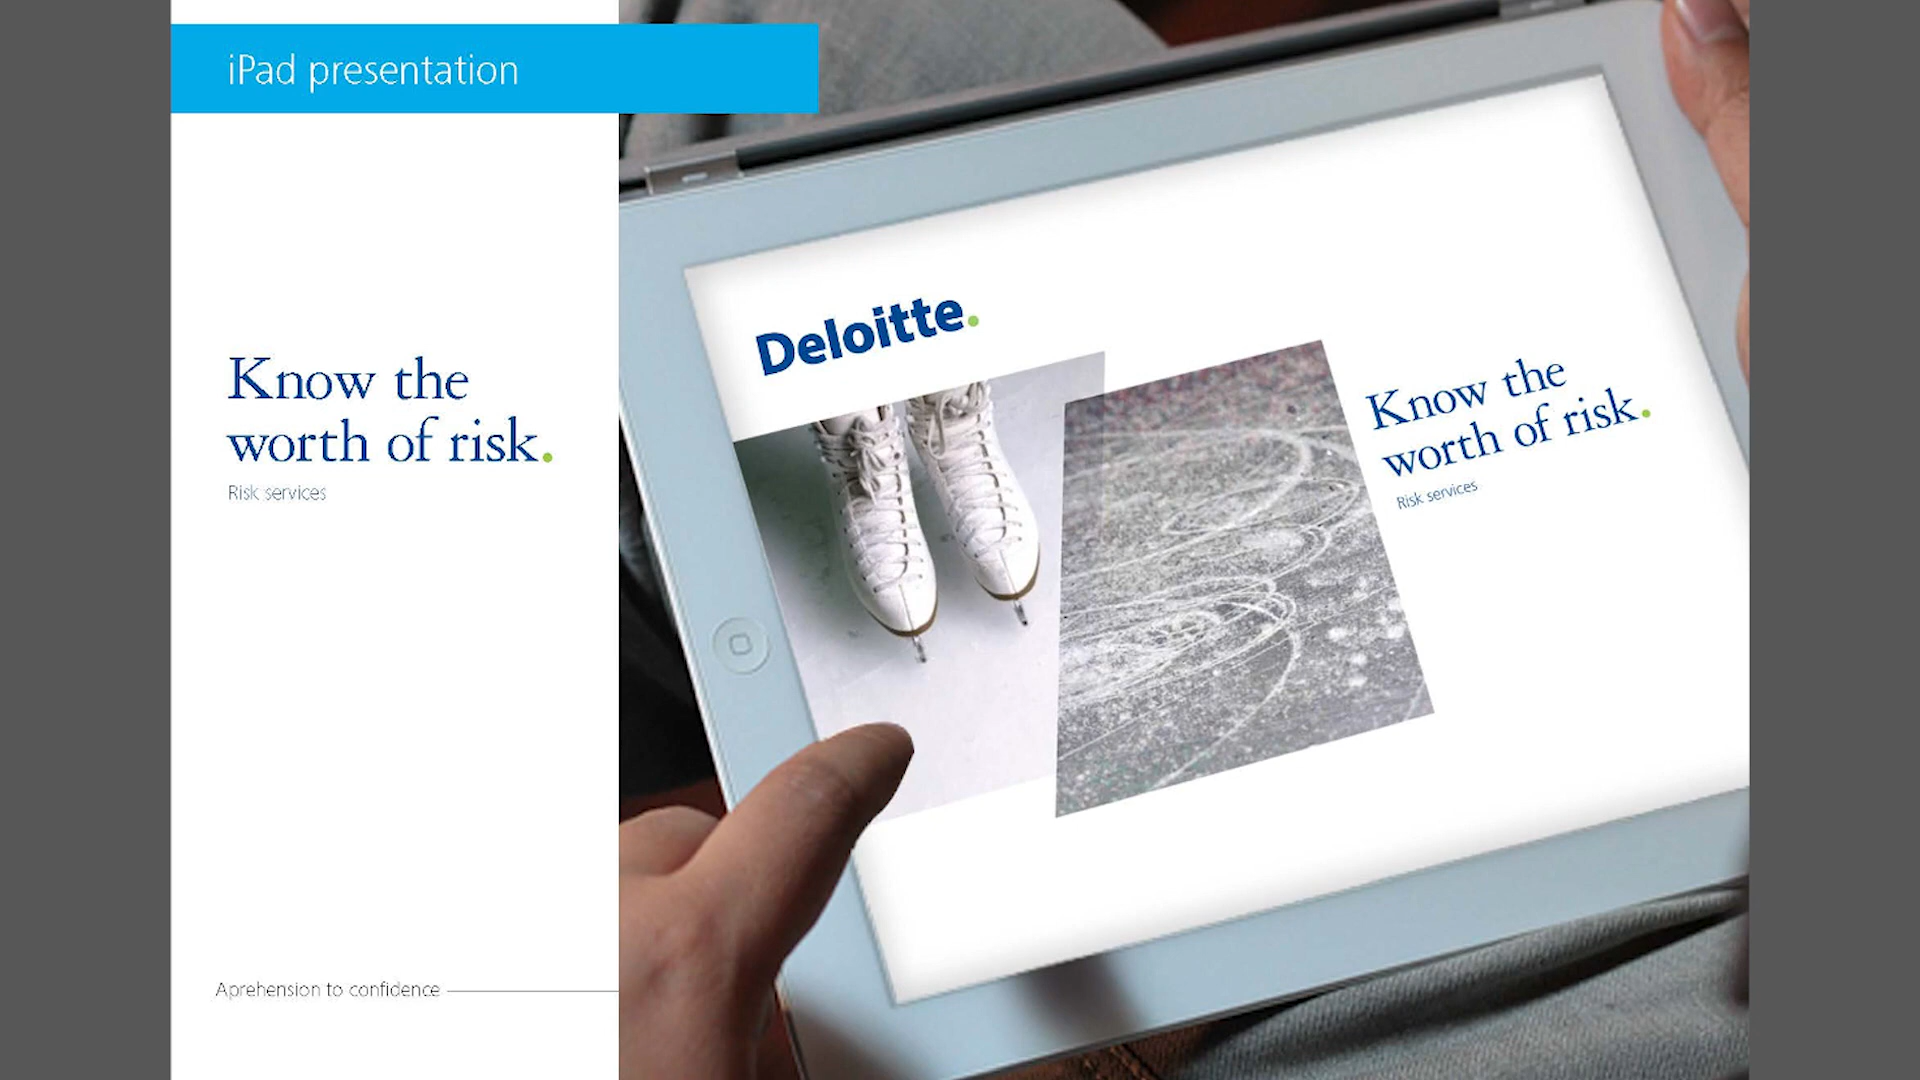 iPad presentation
Know the
worth of risk.
Risk services
Aprehension to confidence
Deloitte.
Know the
worth of risk.
Risk services